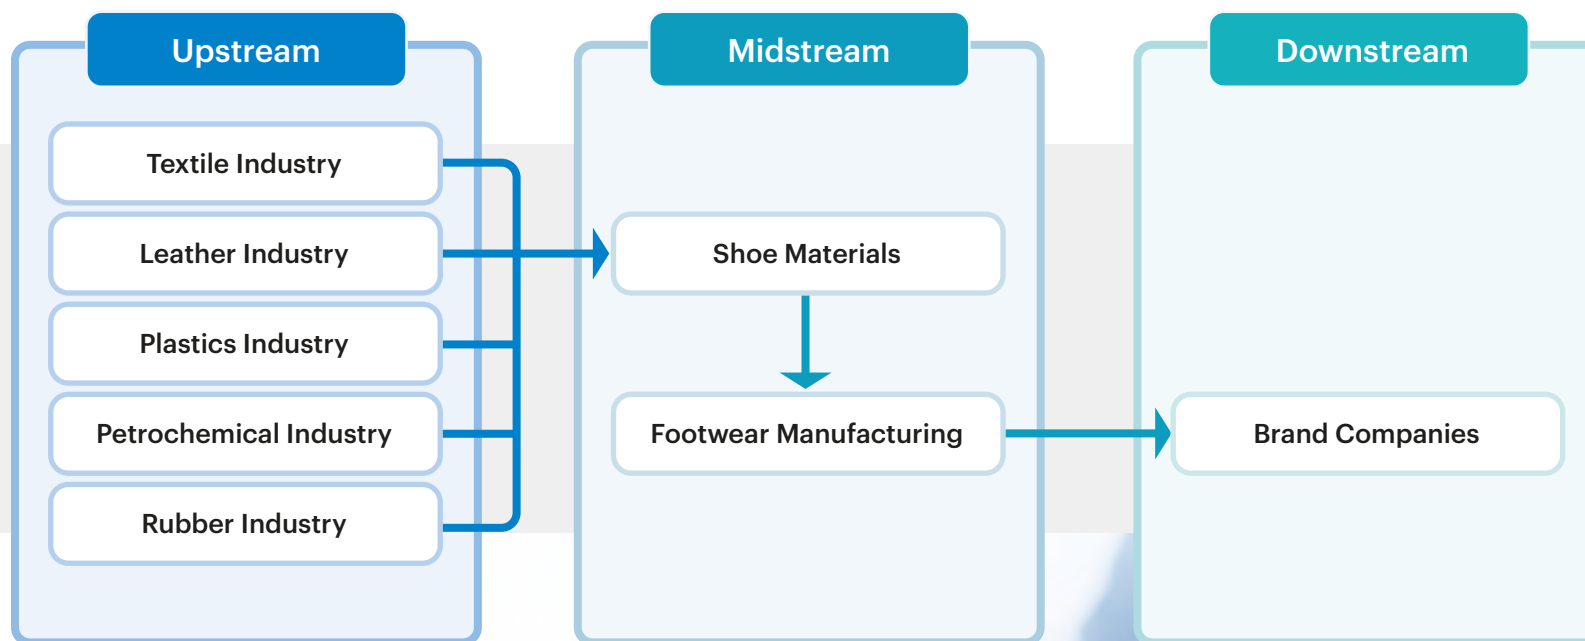 Upstream
Textile Industry
Leather Industry
Plastics Industry
Petrochemical Industry
Rubber Industry
Midstream
Shoe Materials
Footwear Manufacturing
Downstream
Brand Companies